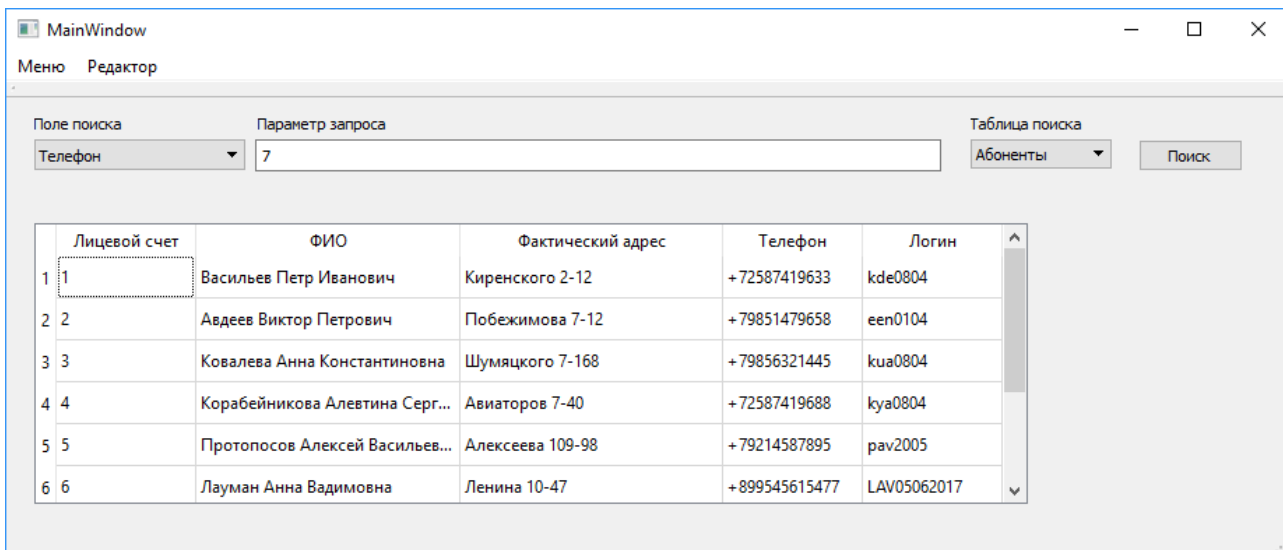 MainWindow
Меню Редактор
Поле поиска Параметр запроса Таблица поиска
Телефон 7 Абоненты Поиск
Лицевой счет ФИО Фактический адрес Телефон Логин
1 1 Васильев Петр Иванович Киренского 2-12 +72587419633 kde0804
2 2 Авдеев Виктор Петрович Побежимова 7-12 +79851479658 een0104
3 3 Ковалева Анна Константиновна Шумяцкого 7-168 +79856321445 kua0804
4 4 Корабейникова Алевтина Серг... Авиаторов 7-40 +72587419688 kya0804
5 5 Протопосов Алексей Васильев... Алексеева 109-98 +79214587895 pav2005
6 6 Лауман Анна Вадимовна Ленина 10-47 +899545615477 LAV05062017